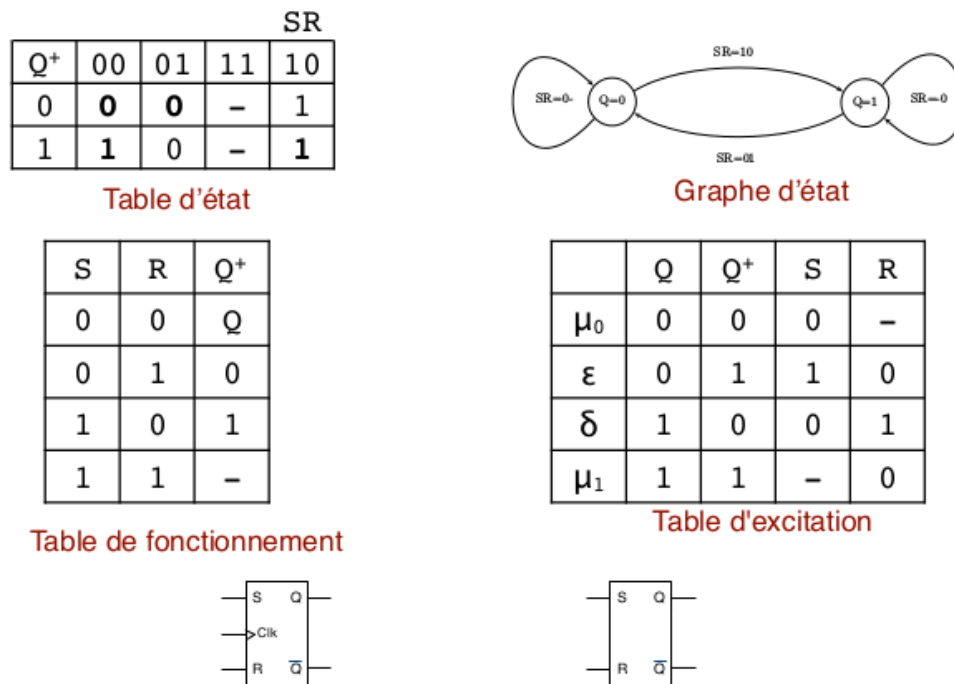 SR
Q⁺ 00 01 11 10
0 0 0 – 1
1 1 0 – 1
Table d'état
SR=10
SR=0- Q=0 Q=1 SR=-0
SR=01
Graphe d'état
S R Q⁺
0 0 Q
0 1 0
1 0 1
1 1 –
Table de fonctionnement
Q Q⁺ S R
μ₀ 0 0 0 –
ε 0 1 1 0
δ 1 0 0 1
μ₁ 1 1 – 0
Table d'excitation
S Q
Clk
R Q̅
S Q
R Q̅